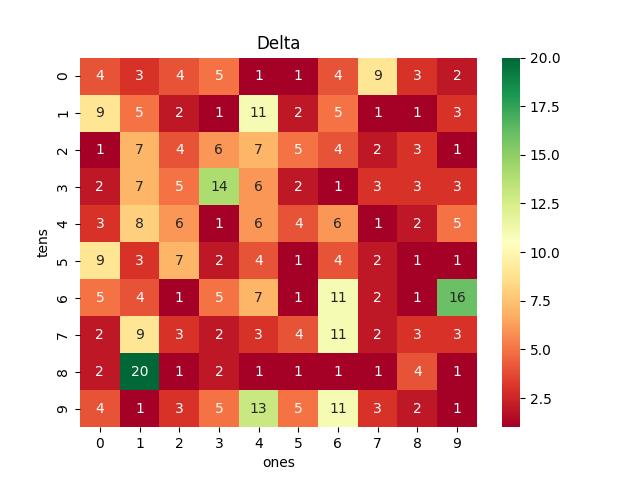 Delta
0 4 3 4 5 1 1 4 9 3 2
1 9 5 2 1 11 2 5 1 1 3
2 1 7 4 6 7 5 4 2 3 1
3 2 7 5 14 6 2 1 3 3 3
4 3 8 6 1 6 4 6 1 2 5
5 9 3 7 2 4 1 4 2 1 1
6 5 4 1 5 7 1 11 2 1 16
7 2 9 3 2 3 4 11 2 3 3
8 2 20 1 2 1 1 1 1 4 1
9 4 1 3 5 13 5 11 3 2 1
0 1 2 3 4 5 6 7 8 9
ones
tens
20.0
17.5
15.0
12.5
10.0
7.5
5.0
2.5